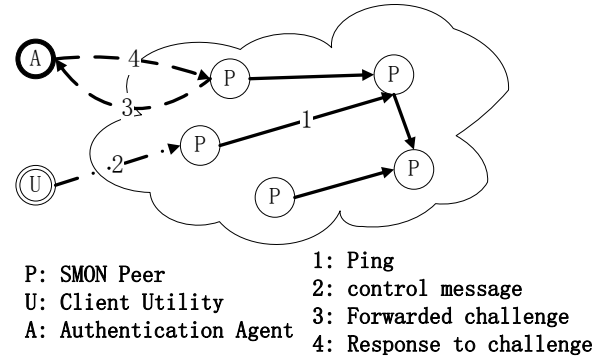 A
4
P
P
3
1
P
2
P
U
P
P: SMON Peer
U: Client Utility
A: Authentication Agent
1: Ping
2: control message
3: Forwarded challenge
4: Response to challenge